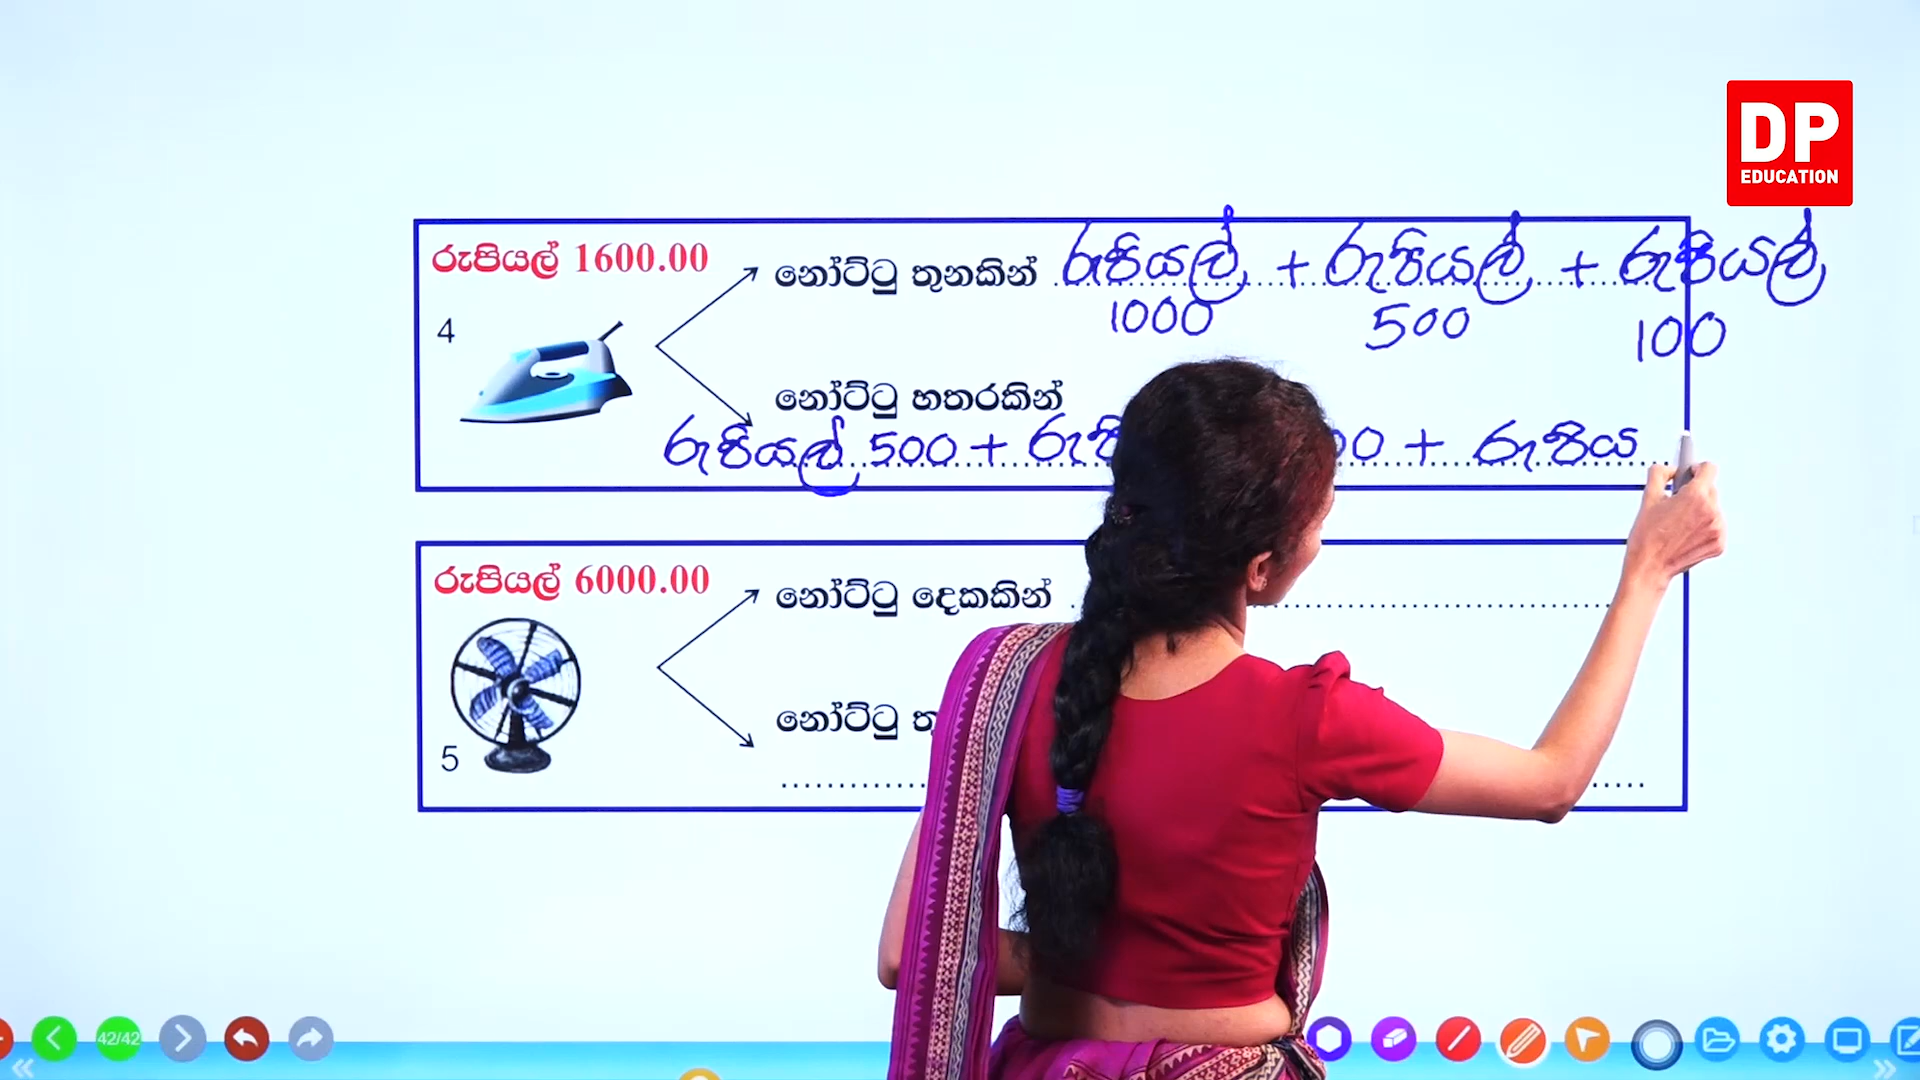 DP
EDUCATION
රුපියල් 1600.00
නෝට්ටු තුනකින් රුපියල් + රුපියල් + රුපියල්
1000 500 100
4
නෝට්ටු හතරකින්
රුපියල් 500 + රුපි 00 + රුපිය
රුපියල් 6000.00
නෝට්ටු දෙකකින්
නෝට්ටු
5
42/42